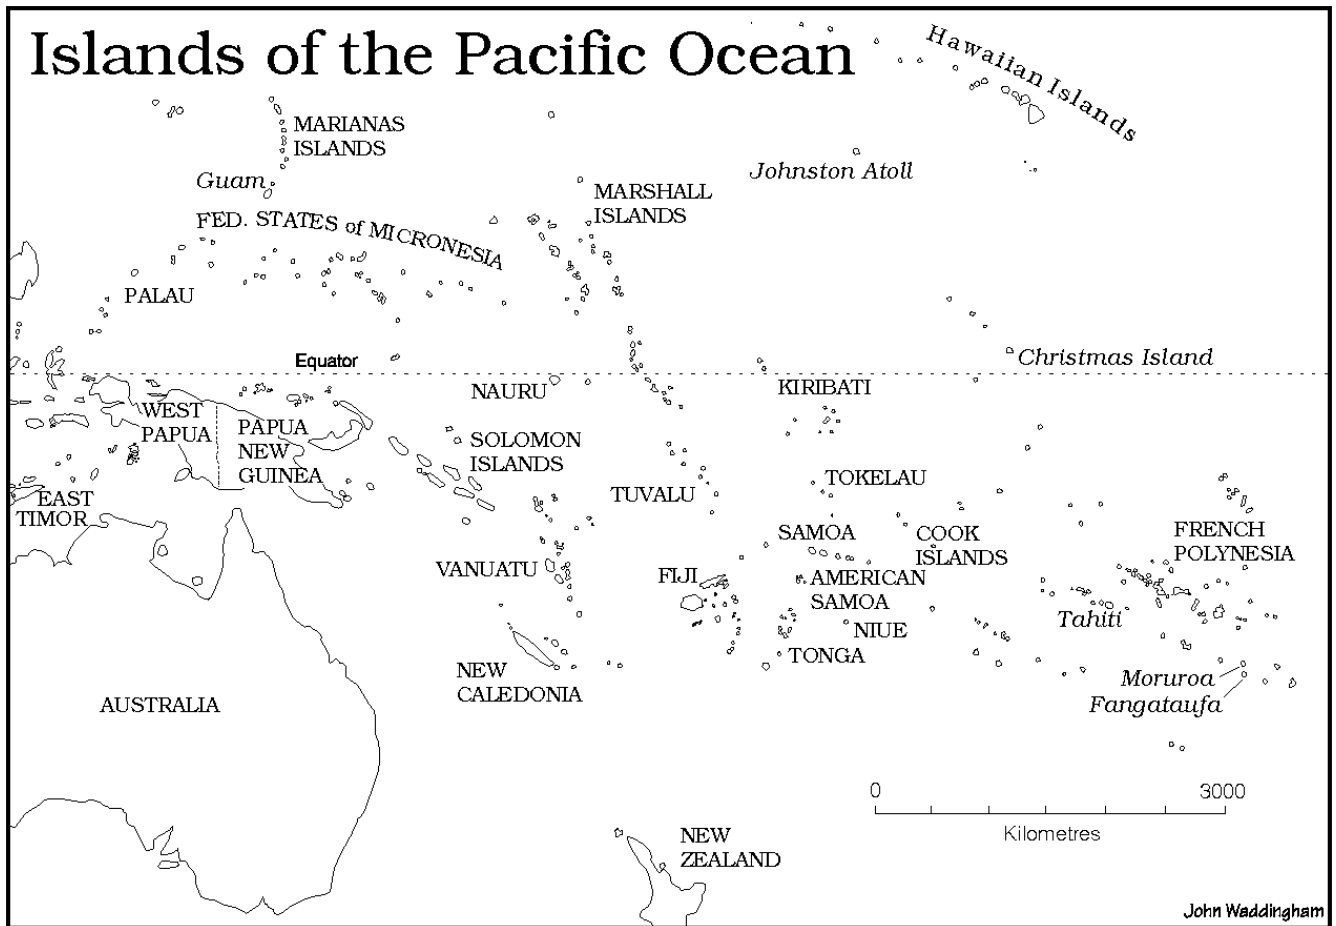 Islands of the Pacific Ocean
Hawaiian Islands
MARIANAS
ISLANDS
Johnston Atoll
Guam
MARSHALL
ISLANDS
FED. STATES of MICRONESIA
PALAU
Equator
Christmas Island
NAURU
KIRIBATI
WEST
PAPUA
PAPUA
NEW
GUINEA
SOLOMON
ISLANDS
TUVALU
TOKELAU
EAST
TIMOR
SAMOA
COOK
ISLANDS
FRENCH
POLYNESIA
VANUATU
FIJI
AMERICAN
SAMOA
Tahiti
NIUE
TONGA
NEW
CALEDONIA
Moruroa
Fangataufa
AUSTRALIA
0 3000
Kilometres
NEW
ZEALAND
John Waddingham